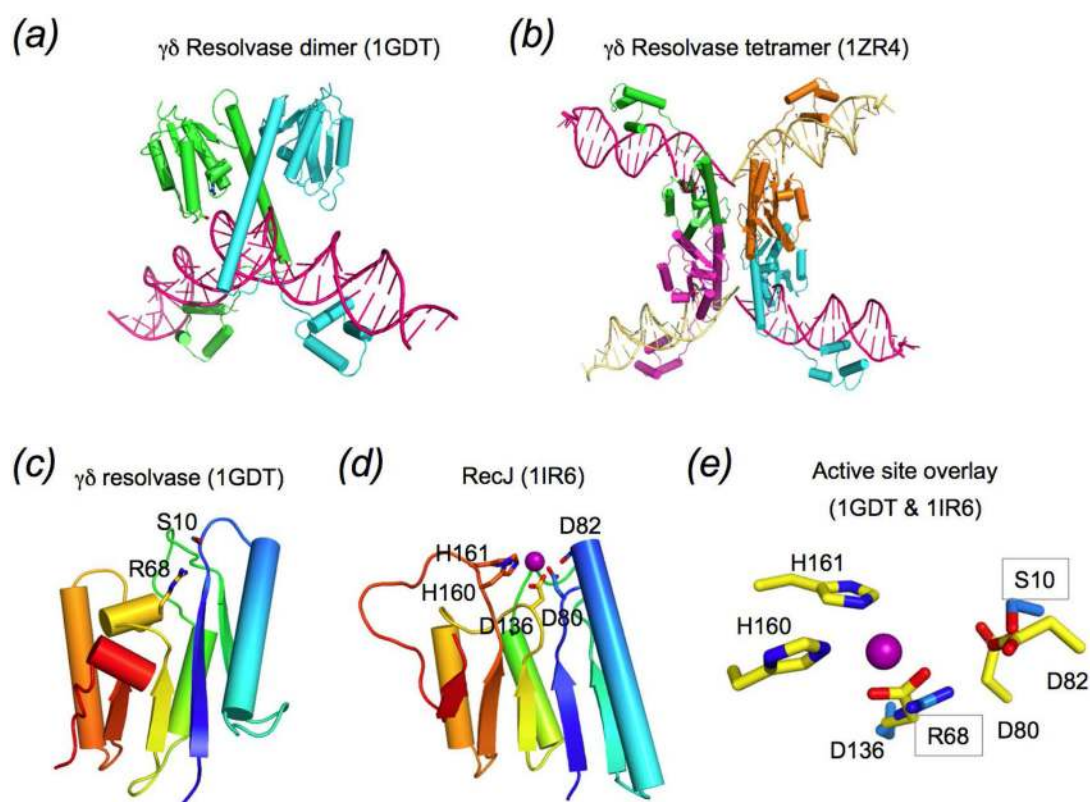 (a)
γδ Resolvase dimer (1GDT)
(b)
γδ Resolvase tetramer (1ZR4)
(c)
γδ resolvase (1GDT)
S10
R68
(d)
RecJ (1IR6)
D82
H161
H160
D136
D80
(e)
Active site overlay
(1GDT & 1IR6)
H161
S10
H160
D82
D136
R68
D80